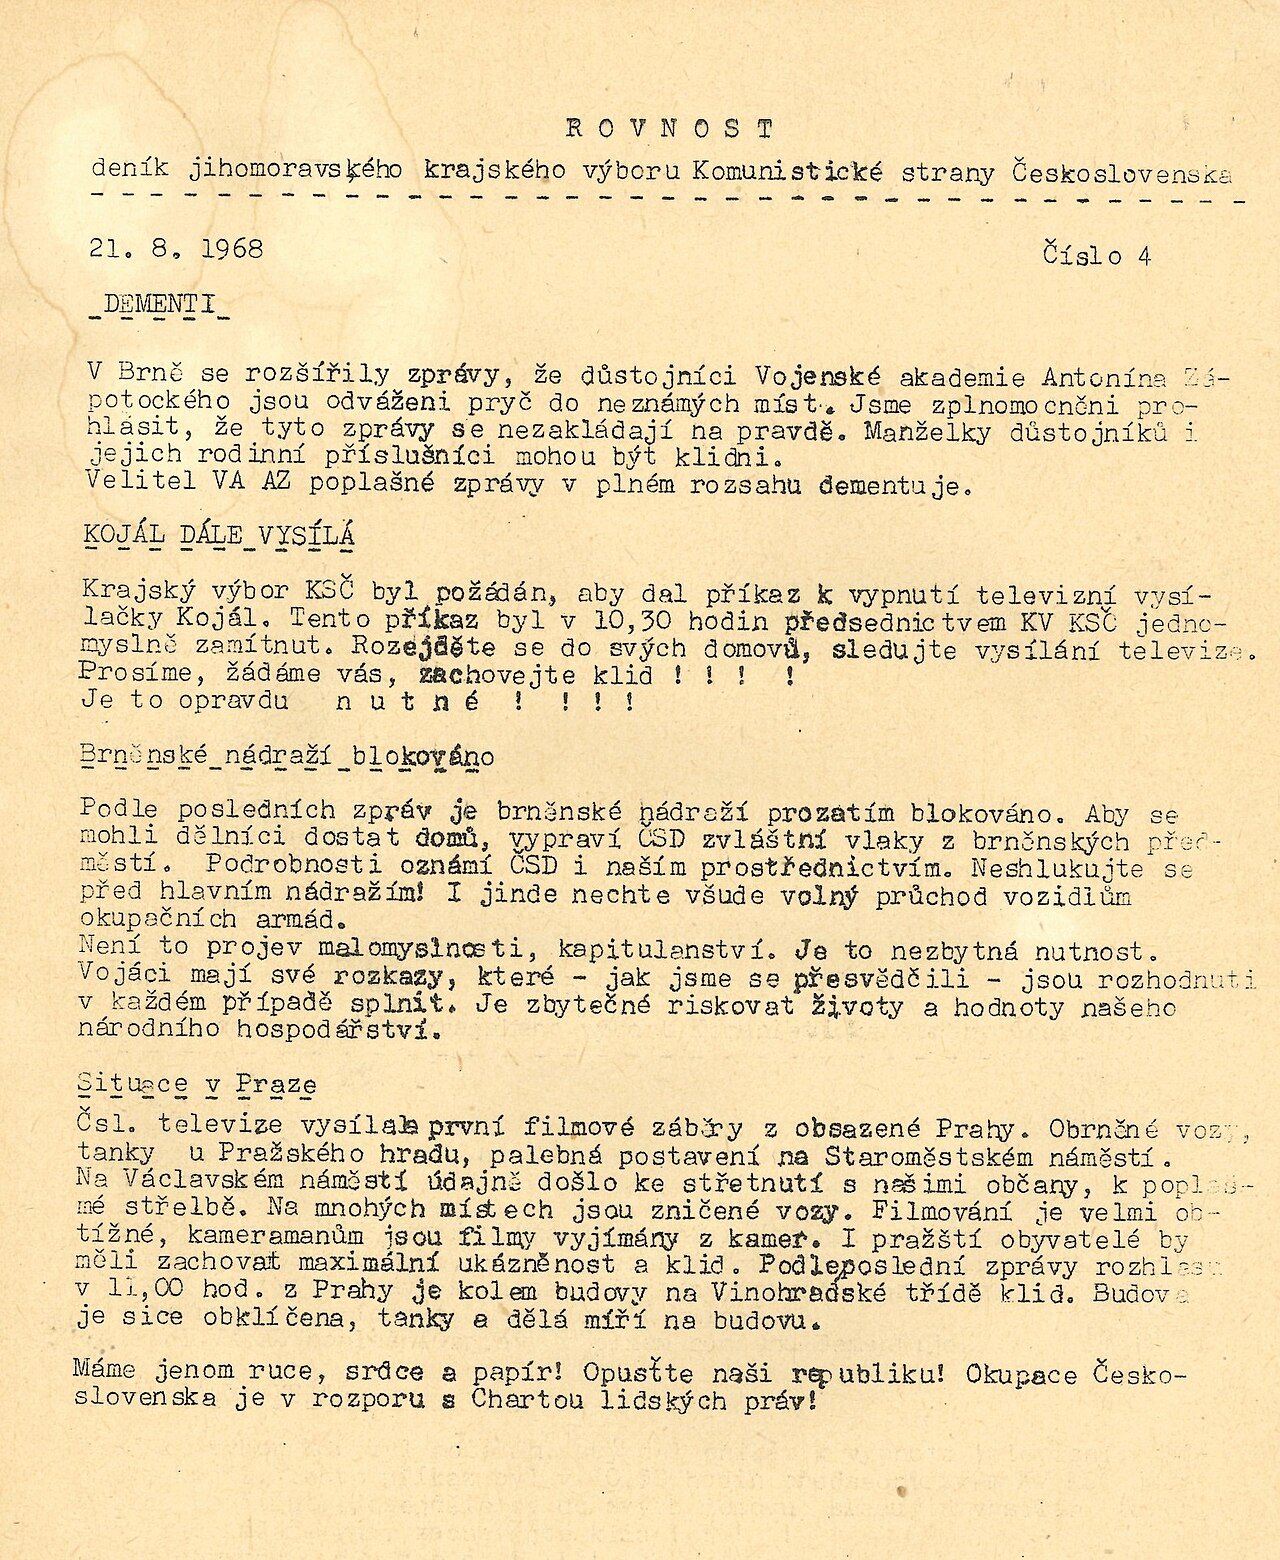 R O V N O S T
deník jihomoravského krajského výboru Komunistické strany Československa
21. 8. 1968 Číslo 4
DEMENTI
V Brně se rozšířily zprávy, že důstojníci Vojenské akademie Antonína Zá-
potockého jsou odváženi pryč do neznámých míst. Jsme zplnomocněni pro-
hlásit, že tyto zprávy se nezakládají na pravdě. Manželky důstojníků i
jejich rodinní příslušníci mohou být klidni.
Velitel VA AZ poplašné zprávy v plném rozsahu dementuje.
KOJÁL DÁLE VYSÍLÁ
Krajský výbor KSČ byl požádán, aby dal příkaz k vypnutí televizní vysí-
lačky Kojál. Tento příkaz byl v 10,30 hodin předsednictvem KV KSČ jedno-
myslně zamítnut. Rozejděte se do svých domovů, sledujte vysílání televize.
Prosíme, žádáme vás, zachovejte klid ! ! ! !
Je to opravdu n u t n é ! ! ! !
Brněnské nádraží blokováno
Podle posledních zpráv je brněnské nádraží prozatím blokováno. Aby se
mohli dělníci dostat domů, vypraví ČSD zvláštní vlaky z brněnských před-
městí. Podrobnosti oznámí ČSD i naším prostřednictvím. Neshlukujte se
před hlavním nádražím! I jinde nechte všude volný průchod vozidlům
okupačních armád.
Není to projev malomyslnosti, kapitulanství. Je to nezbytná nutnost.
Vojáci mají své rozkazy, které - jak jsme se přesvědčili - jsou rozhodnuti
v každém případě splnit. Je zbytečné riskovat životy a hodnoty našeho
národního hospodářství.
Situace v Praze
Čsl. televize vysílala první filmové záběry z obsazené Prahy. Obrněné vozy,
tanky u Pražského hradu, palebná postavení na Staroměstském náměstí.
Na Václavském náměstí údajně došlo ke střetnutí s našimi občany, k poplaš-
né střelbě. Na mnohých místech jsou zničené vozy. Filmování je velmi ob-
tížné, kameramanům jsou filmy vyjímány z kamer. I pražští obyvatelé by
měli zachovat maximální ukázněnost a klid. Podle poslední zprávy rozhlasu
v 11,00 hod. z Prahy je kolem budovy na Vinohradské třídě klid. Budova
je sice obklíčena, tanky a děla míří na budovu.
Máme jenom ruce, srdce a papír! Opusťte naši republiku! Okupace Česko-
slovenska je v rozporu s Chartou lidských práv!